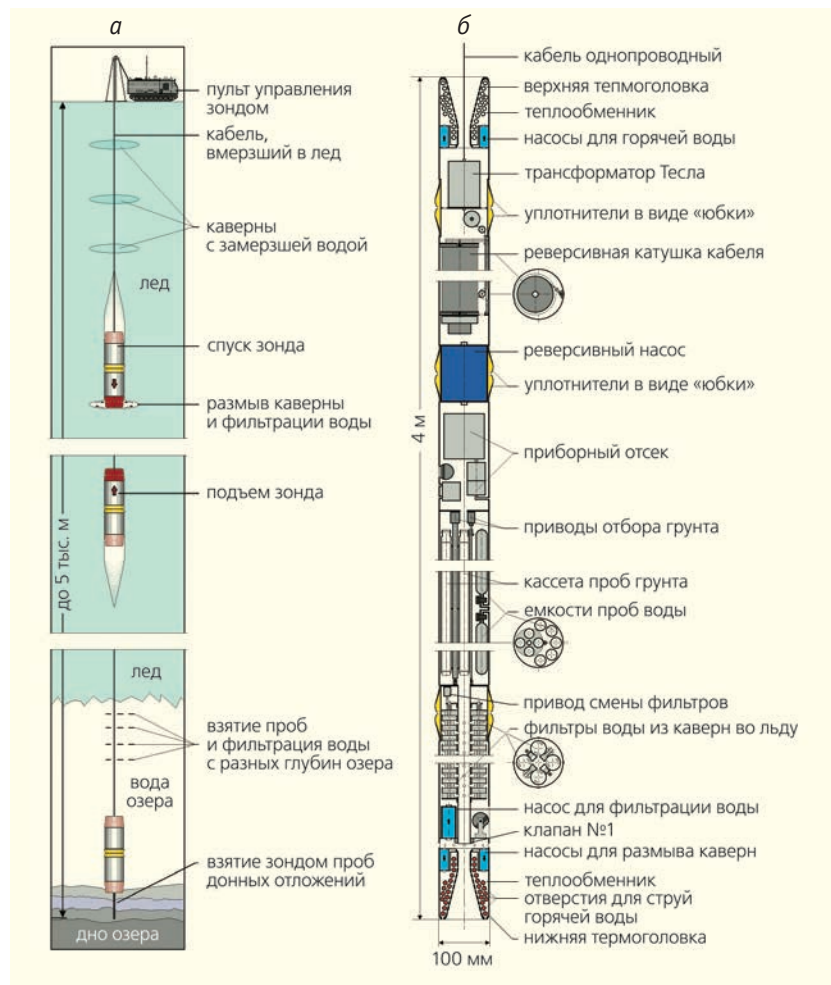 а
пульт управления
зондом
кабель,
вмерзший в лед
каверны
с замерзшей водой
лед
спуск зонда
размыв каверны
и фильтрации воды
подъем зонда
до 5 тыс. м
лед
взятие проб
и фильтрация воды
с разных глубин озера
вода
озера
взятие зондом проб
донных отложений
дно озера
б
кабель однопроводный
верхняя тепмоголовка
теплообменник
насосы для горячей воды
трансформатор Тесла
уплотнители в виде «юбки»
реверсивная катушка кабеля
реверсивный насос
уплотнители в виде «юбки»
4 м
приборный отсек
приводы отбора грунта
кассета проб грунта
емкости проб воды
привод смены фильтров
фильтры воды из каверн во льду
насос для фильтрации воды
клапан №1
насосы для размыва каверн
теплообменник
отверстия для струй
горячей воды
нижняя термоголовка
100 мм